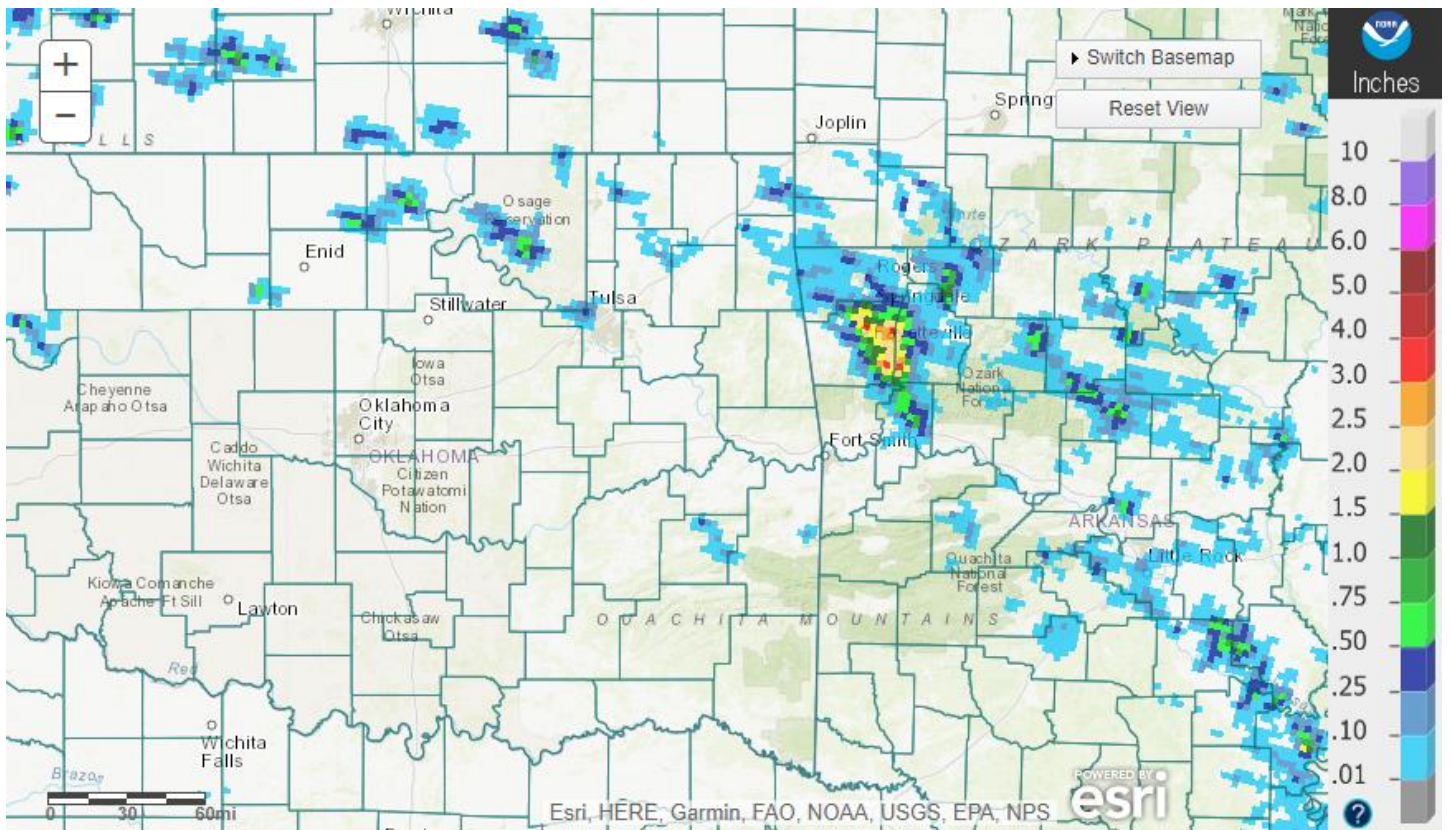 Wichita
+
−
Switch Basemap
Reset View
noaa
Inches
10
8.0
6.0
5.0
4.0
3.0
2.5
2.0
1.5
1.0
.75
.50
.25
.10
.01
?
Joplin
LLS
Osage
Reservation
White
OZARK PLATEAU
Enid
Rogers
Springdale
Stillwater
Tulsa
Fayetteville
Iowa
Otsa
Ozark
National
Forest
Cheyenne
Arapaho Otsa
Oklahoma
City
Fort Smith
OKLAHOMA
Caddo
Wichita
Delaware
Otsa
Citizen
Potawatomi
Nation
ARKANSAS
Little Rock
Ouachita
National
Forest
Kiowa Comanche
Apache Ft Sill
Lawton
Chickasaw
Otsa
OUACHITA MOUNTAINS
Red
Wichita
Falls
Brazos
0 30 60mi
Esri, HERE, Garmin, FAO, NOAA, USGS, EPA, NPS
POWERED BY
esri